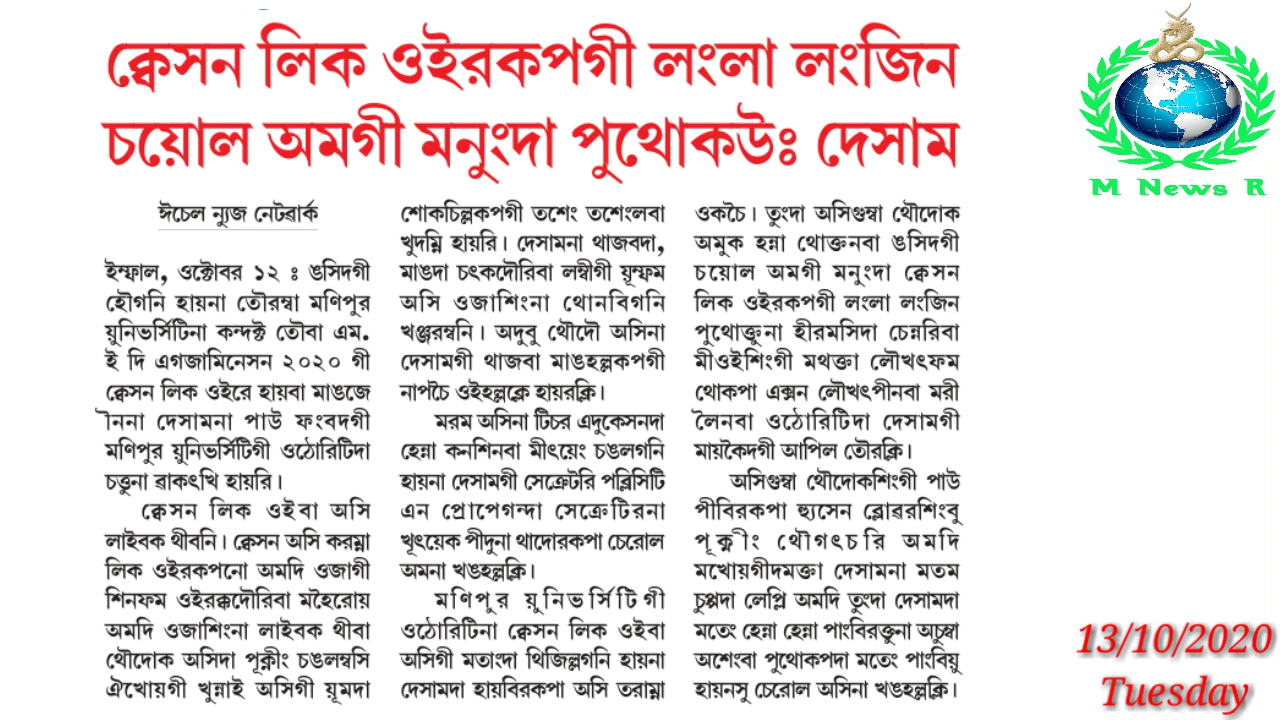 ক্বেসন লিক ওইরকপগী লংলা লংজিন
চয়োল অমগী মনুংদা পুথোকউঃ দেসাম
ঈচেল ন্যুজ নেটৱার্ক
ইম্ফাল, ওক্টোবর ১২ ঃ ঙসিদগী
হৌগনি হায়না তৌরম্বা মণিপুর
য়ুনিভর্সিটিনা কন্দক্ট তৌবা এম.
ই দি এগজামিনেসন ২০২০ গী
ক্বেসন লিক ওইরে হায়বা মাঙজে
নৈননা দেসামনা পাউ ফংবদগী
মণিপুর য়ুনিভর্সিটিগী ওঠোরিটিদা
চত্তুনা ৱাকৎখি হায়রি।
ক্বেসন লিক ওইবা অসি
লাইবক থীবনি। ক্বেসন অসি করম্না
লিক ওইরকপনো অমদি ওজাগী
শিনফম ওইরক্কদৌরিবা মহৈরোয়
অমদি ওজাশিংনা লাইবক থীবা
থৌদোক অসিদা পূক্নীং চঙলম্বসি
ঐখোয়গী খুন্নাই অসিগী য়ূমদা
শোকচিল্লকপগী তশেং তশেংলবা
খুদম্নি হায়রি। দেসামনা থাজবদা,
মাঙদা চৎকদৌরিবা লম্বীগী য়ূম্ফম
অসি ওজাশিংনা থোনবিগনি
খঞ্জরম্বনি। অদুবু থৌদৌ অসিনা
দেসামগী থাজবা মাঙহল্লকপগী
নাপচৈ ওইহল্লক্লে হায়রক্লি।
মরম অসিনা টিচর এদুকেসনদা
হেন্না কনশিনবা মীৎয়েং চঙলগনি
হায়না দেসামগী সেক্রেটরি পব্লিসিটি
এন প্রোপেগন্দা সেক্রেটিরনা
খূৎয়েক পীদুনা থাদোরকপা চেরোল
অমনা খঙহল্লক্লি।
মণিপুর য়ুনিভর্সিটিগী
ওঠোরিটিনা ক্বেসন লিক ওইবা
অসিগী মতাংদা থিজিল্লগনি হায়না
দেসামদা হায়বিরকপা অসি তরাম্না
ওকচৈ। তুংদা অসিগুম্বা থৌদোক
অমুক হন্না থোক্তনবা ঙসিদগী
চয়োল অমগী মনুংদা ক্বেসন
লিক ওইরকপগী লংলা লংজিন
পুথোক্তুনা হীরমসিদা চেন্নরিবা
মীওইশিংগী মথক্তা লৌখৎফম
থোকপা এক্সন লৌখৎপীনবা মরী
লৈনবা ওঠোরিটিদা দেসামগী
মায়কৈদগী আপিল তৌরক্লি।
অসিগুম্বা থৌদোকশিংগী পাউ
পীবিরকপা হ্যুসেন ব্লোৱরশিংবু
পূক্নীং থৌগৎচরি অমদি
মখোয়গীদমক্তা দেসামনা মতম
চুপ্পদা লেপ্লি অমদি তুংদা দেসামদা
মতেং হেন্না হেন্না পাংবিরক্তুনা অচুম্বা
অশেংবা পুথোকপদা মতেং পাংবিয়ু
হায়নসু চেরোল অসিনা খঙহল্লক্লি।
M News R
13/10/2020
Tuesday